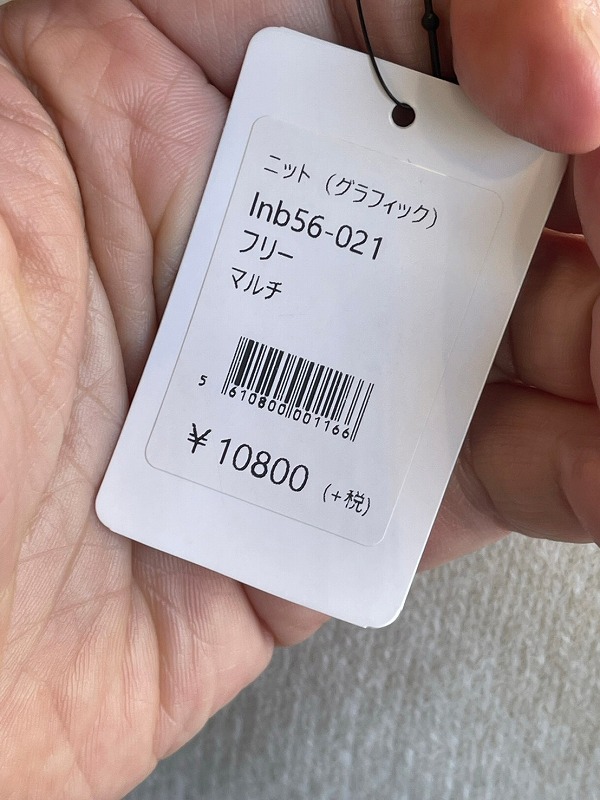 ニット (グラフィック)
lnb56-021
フリー
マルチ
5 610800 001166
¥10800 (+税)